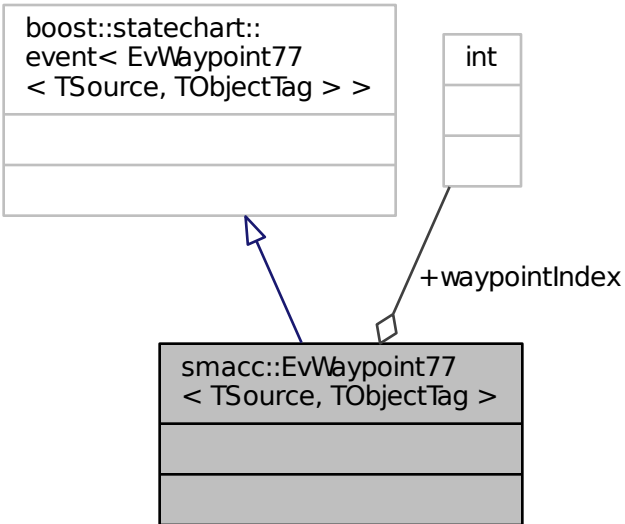 boost::statechart::
event< EvWaypoint77
< TSource, TObjectTag > >
int
+waypointIndex
smacc::EvWaypoint77
< TSource, TObjectTag >